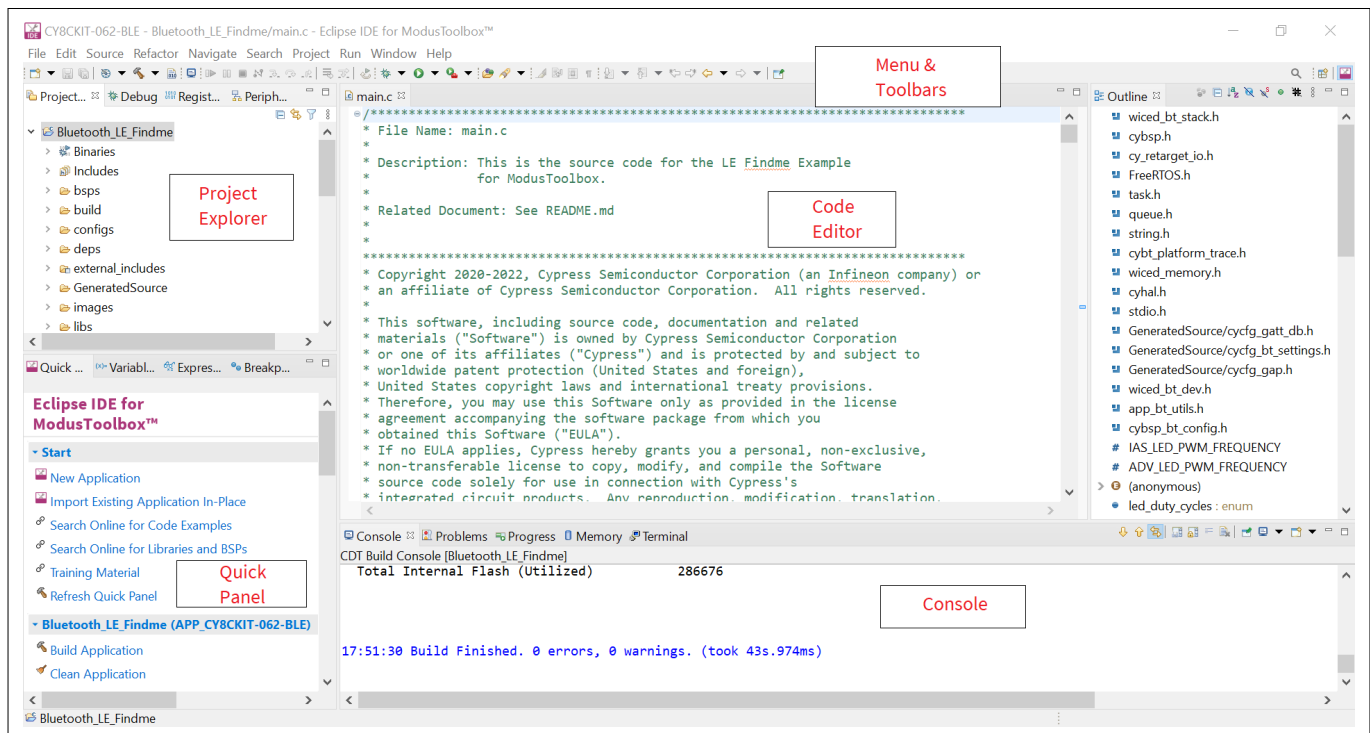 CY8CKIT-062-BLE - Bluetooth_LE_Findme/main.c - Eclipse IDE for ModusToolbox™
File Edit Source Refactor Navigate Search Project Run Window Help
Menu &
Toolbars
Project... Debug Regist... Periph...
Bluetooth_LE_Findme
Binaries
Includes
bsps
build
configs
deps
external_includes
GeneratedSource
images
libs
Project
Explorer
main.c
/*******************************************************************************
* File Name: main.c
*
* Description: This is the source code for the LE Findme Example
*              for ModusToolbox.
*
* Related Document: See README.md
*
*
*******************************************************************************
* Copyright 2020-2022, Cypress Semiconductor Corporation (an Infineon company) or
* an affiliate of Cypress Semiconductor Corporation.  All rights reserved.
*
* This software, including source code, documentation and related
* materials ("Software") is owned by Cypress Semiconductor Corporation
* or one of its affiliates ("Cypress") and is protected by and subject to
* worldwide patent protection (United States and foreign),
* United States copyright laws and international treaty provisions.
* Therefore, you may use this Software only as provided in the license
* agreement accompanying the software package from which you
* obtained this Software ("EULA").
* If no EULA applies, Cypress hereby grants you a personal, non-exclusive,
* non-transferable license to copy, modify, and compile the Software
* source code solely for use in connection with Cypress's
* integrated circuit products.  Any reproduction, modification, translation,
Code
Editor
Outline
wiced_bt_stack.h
cybsp.h
cy_retarget_io.h
FreeRTOS.h
task.h
queue.h
string.h
cybt_platform_trace.h
wiced_memory.h
cyhal.h
stdio.h
GeneratedSource/cycfg_gatt_db.h
GeneratedSource/cycfg_bt_settings.h
GeneratedSource/cycfg_gap.h
wiced_bt_dev.h
app_bt_utils.h
cybsp_bt_config.h
# IAS_LED_PWM_FREQUENCY
# ADV_LED_PWM_FREQUENCY
(anonymous)
led_duty_cycles : enum
Quick ... Variabl... Expres... Breakp...
Eclipse IDE for
ModusToolbox™
Start
New Application
Import Existing Application In-Place
Search Online for Code Examples
Search Online for Libraries and BSPs
Training Material
Refresh Quick Panel
Quick
Panel
Bluetooth_LE_Findme (APP_CY8CKIT-062-BLE)
Build Application
Clean Application
Console Problems Progress Memory Terminal
CDT Build Console [Bluetooth_LE_Findme]
Total Internal Flash (Utilized) 286676
Console
17:51:30 Build Finished. 0 errors, 0 warnings. (took 43s.974ms)
Bluetooth_LE_Findme